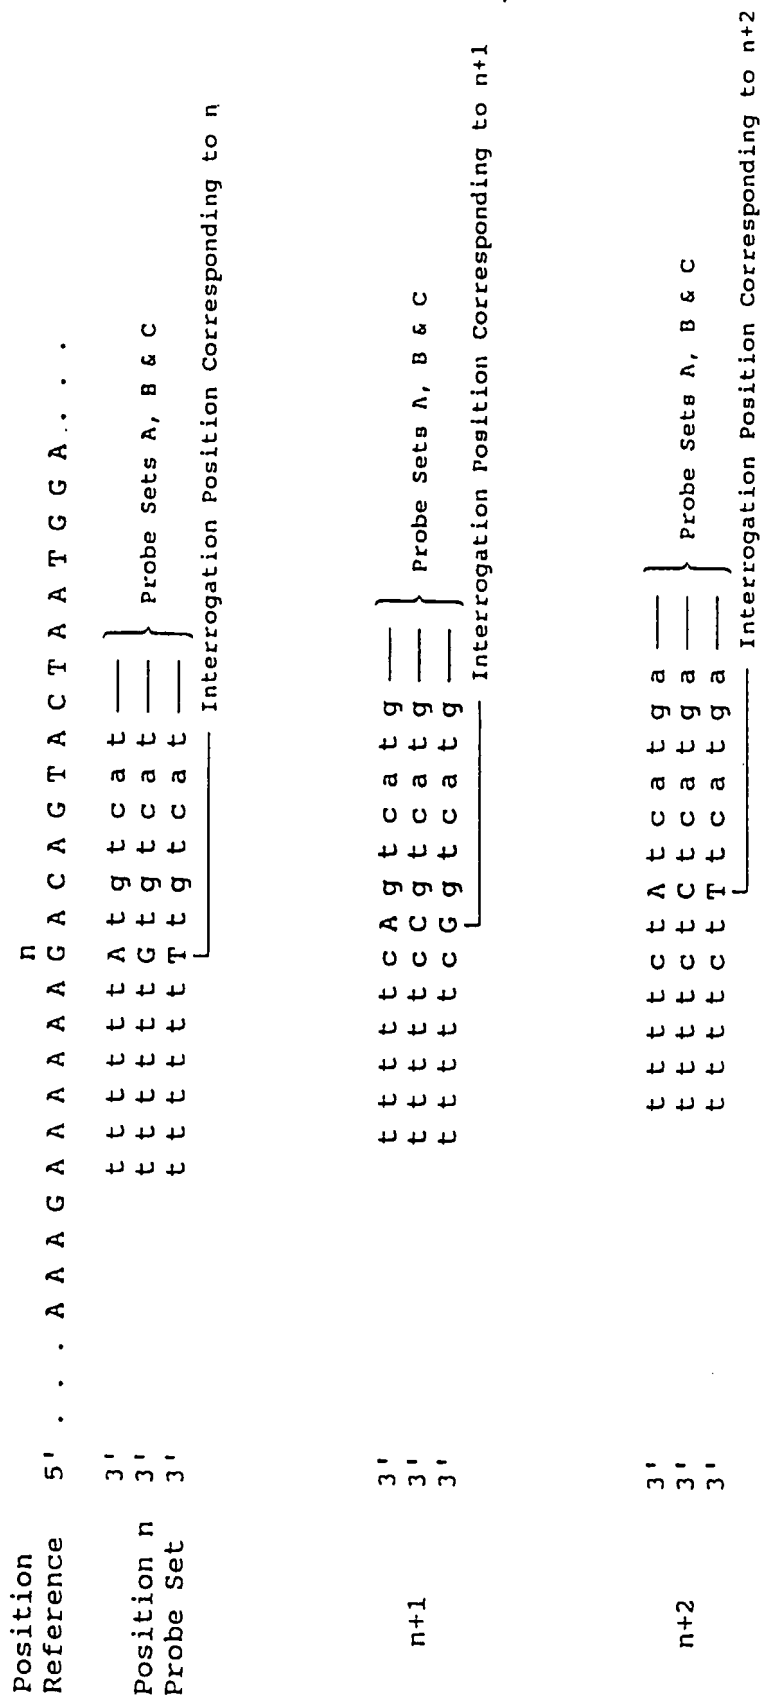 Position n
Reference 5' . . . A A A G A A A A A A G A C A G T A C T A A T G G A . . .
3' t t t t t t A t g t c a t
Position n 3' t t t t t t G t g t c a t Probe Sets A, B & C
Probe Set 3' t t t t t t T t g t c a t
Interrogation Position Corresponding to n
3' t t t t t c A g t c a t g
n+1 3' t t t t t c C g t c a t g Probe Sets A, B & C
3' t t t t t c G g t c a t g
Interrogation Position Corresponding to n+1
3' t t t t c t A t c a t g a
n+2 3' t t t t c t C t c a t g a Probe Sets A, B & C
3' t t t t c t T t c a t g a
Interrogation Position Corresponding to n+2